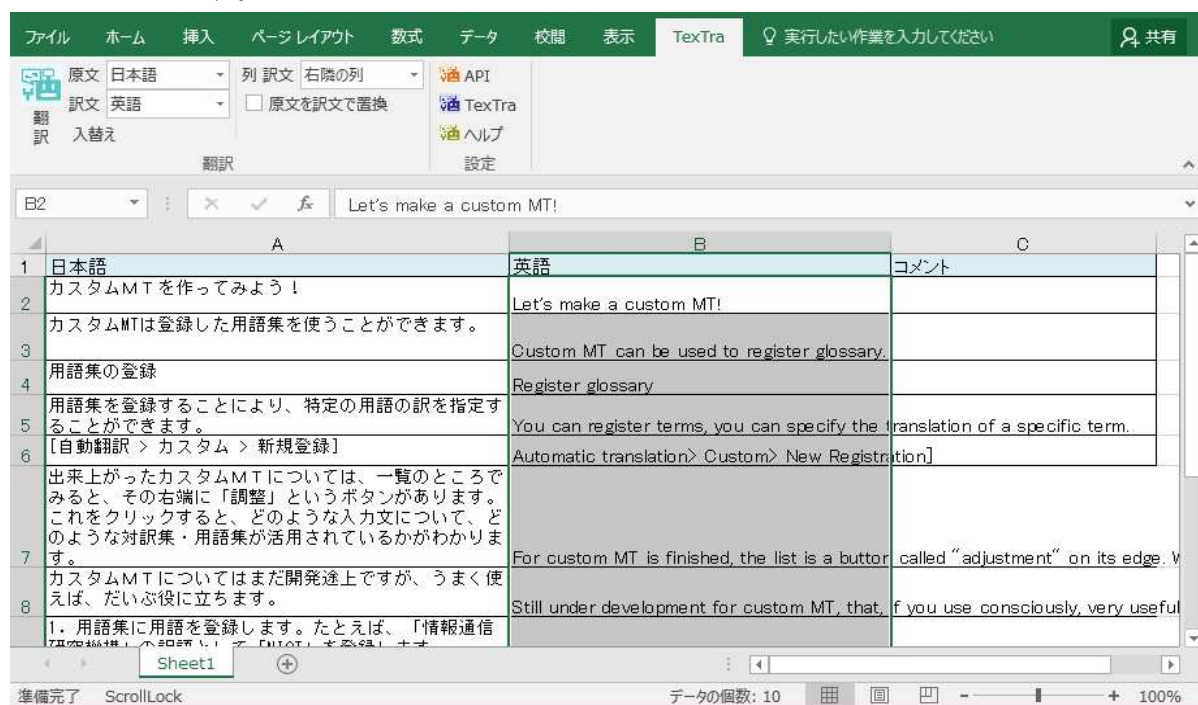 ファイル ホーム 挿入 ページ レイアウト 数式 データ 校閲 表示 TexTra 実行したい作業を入力してください 共有
原文 日本語 列 訳文 右隣の列 API
訳文 英語 原文を訳文で置換 TexTra
翻訳 入替え ヘルプ
翻訳 設定
B2 fx Let's make a custom MT!
A B C
1 日本語 英語 コメント
カスタムMTを作ってみよう!
2 Let's make a custom MT!
カスタムMTは登録した用語集を使うことができます。
3 Custom MT can be used to register glossary.
用語集の登録
4 Register glossary
用語集を登録することにより、特定の用語の訳を指定す
5 ることができます。 You can register terms, you can specify the translation of a specific term.
[自動翻訳 > カスタム > 新規登録]
6 Automatic translation> Custom> New Registration]
出来上がったカスタムMTについては、一覧のところで
みると、その右端に「調整」というボタンがあります。
これをクリックすると、どのような入力文について、ど
のような対訳集・用語集が活用されているかがわかりま
7 す。 For custom MT is finished, the list is a buttor called "adjustment" on its edge. W
カスタムMTについてはまだ開発途上ですが、うまく使
8 えば、だいぶ役に立ちます。 Still under development for custom MT, that, if you use consciously, very useful
1. 用語集に用語を登録します。たとえば、「情報通信
Sheet1
準備完了 ScrollLock データの個数: 10 - + 100%